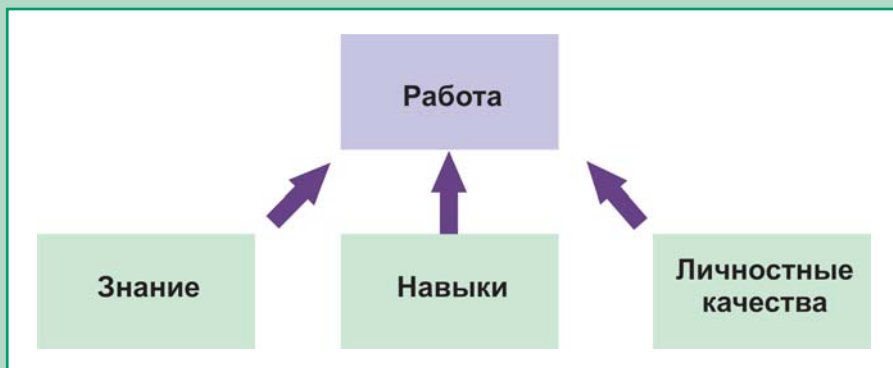 Работа
Знание
Навыки
Личностные
качества